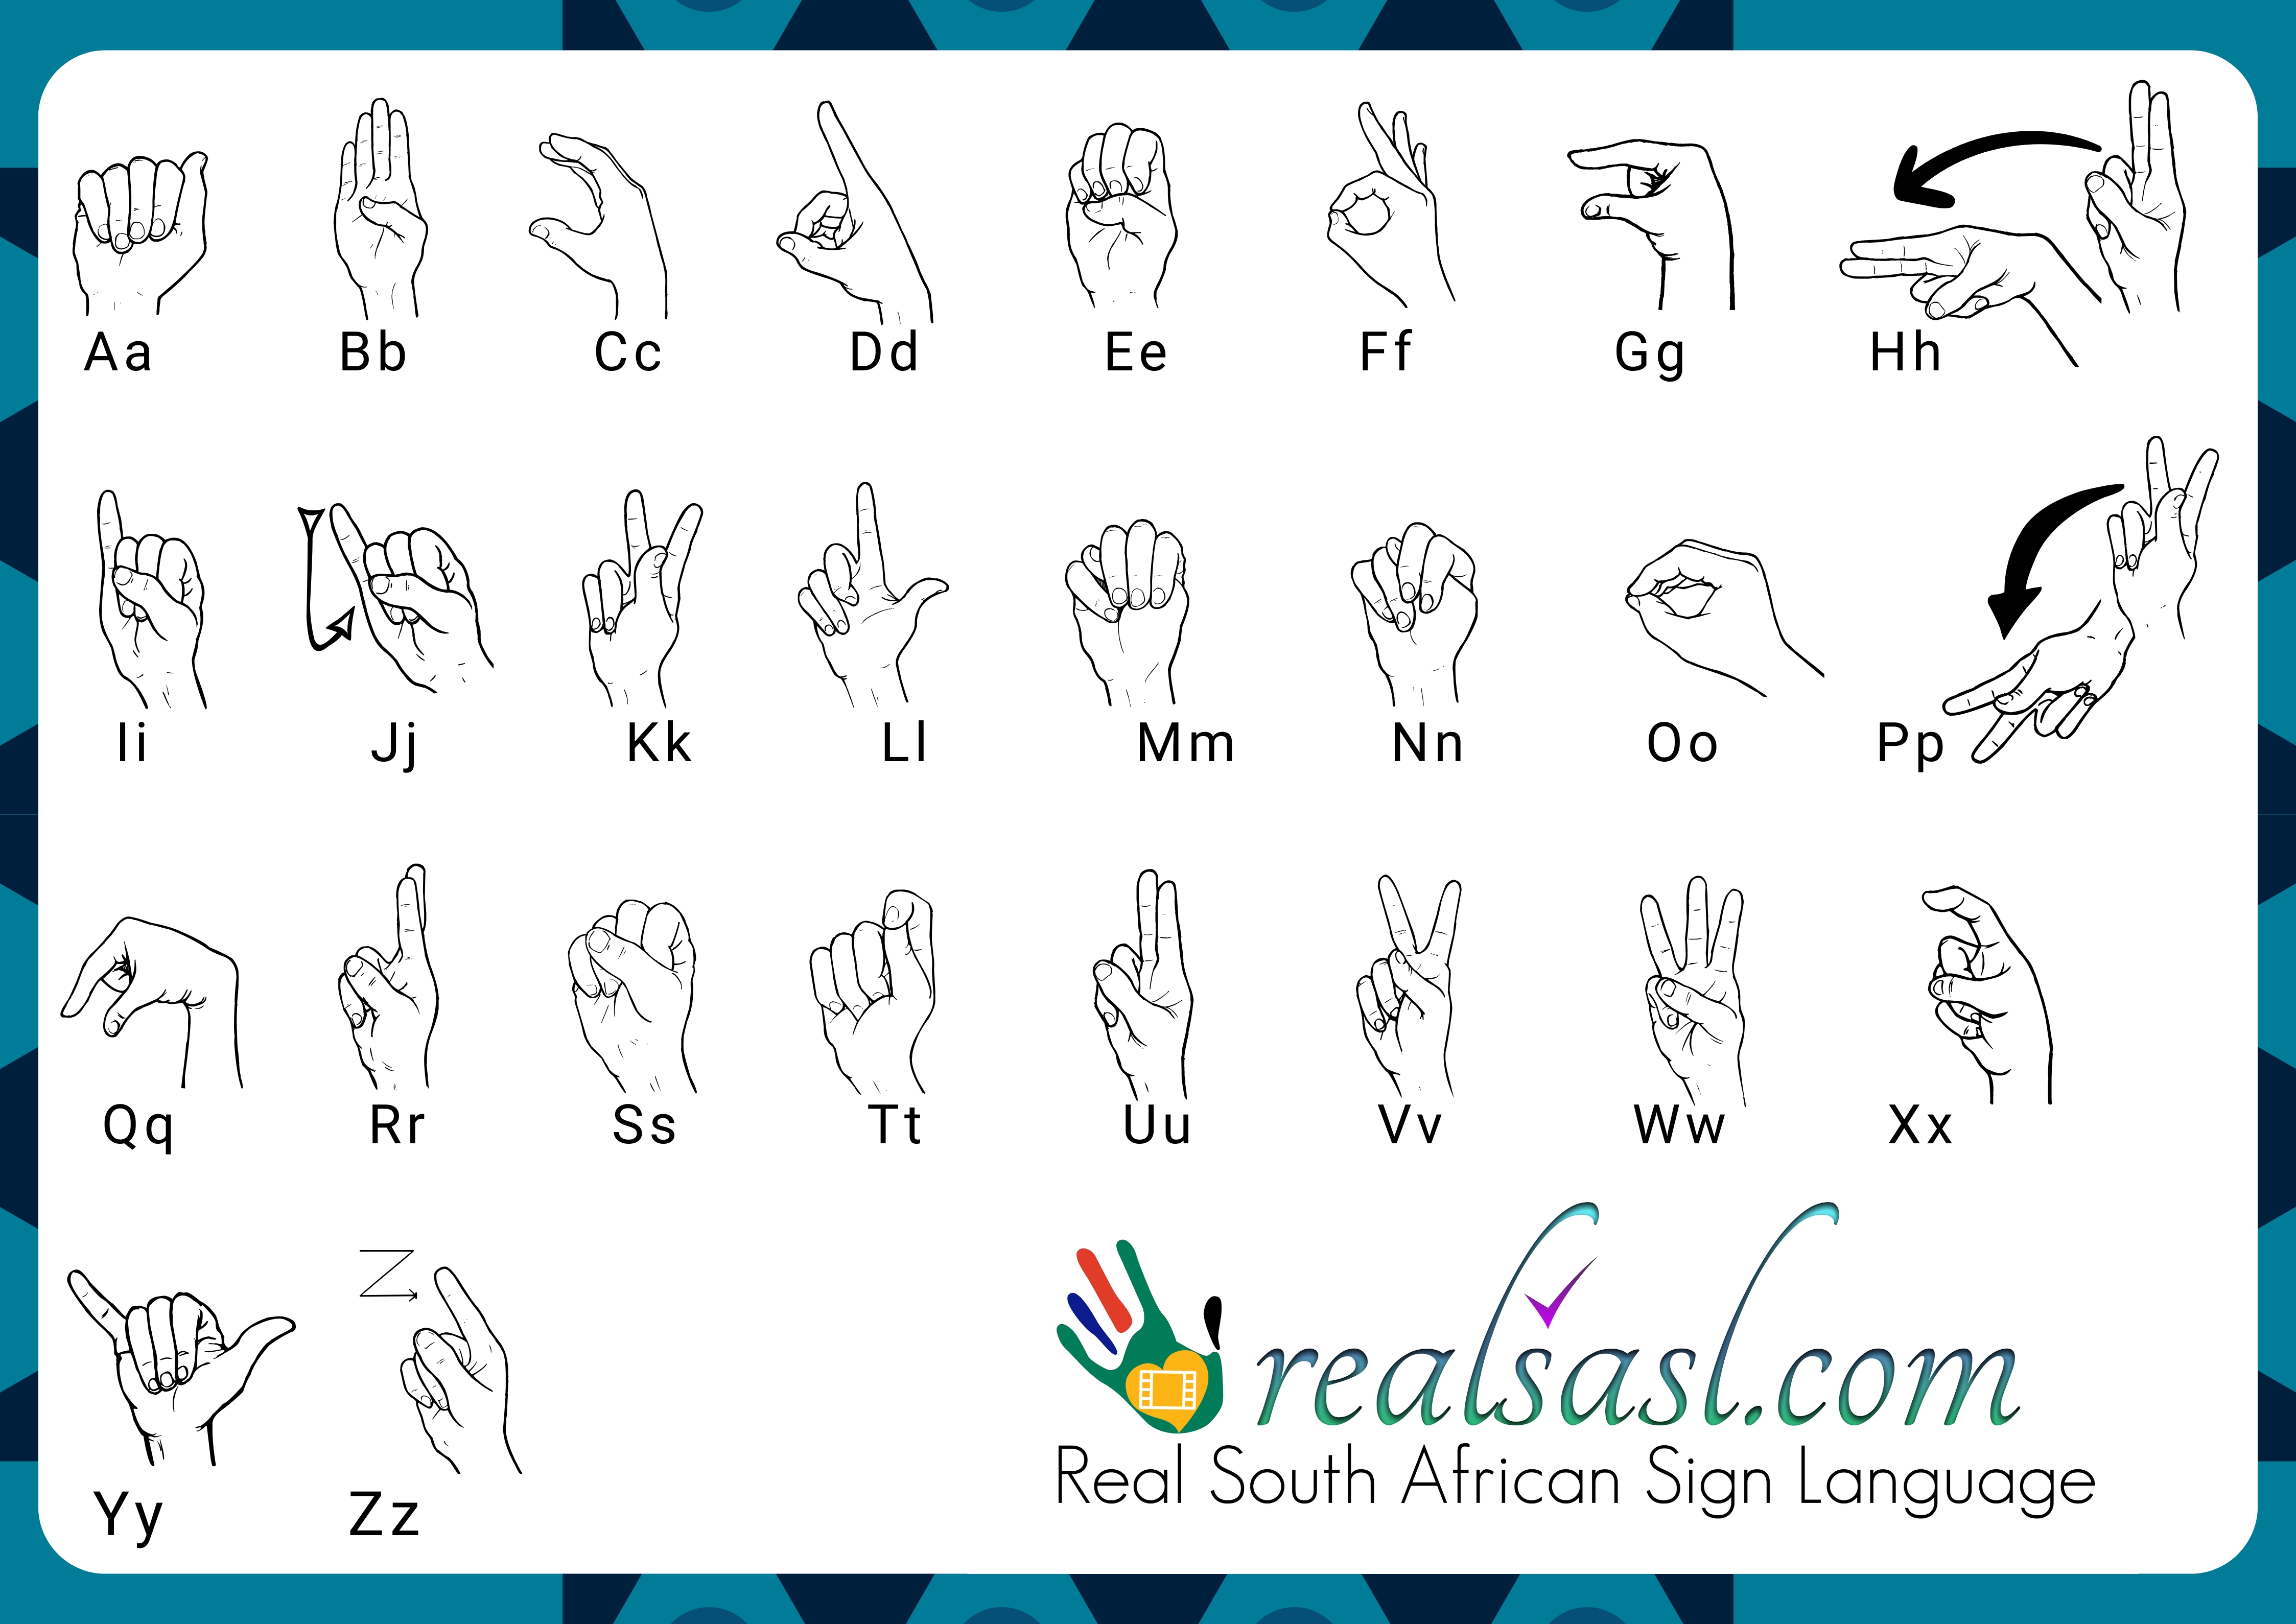 Aa Bb Cc Dd Ee Ff Gg Hh
Ii Jj Kk Ll Mm Nn Oo Pp
Qq Rr Ss Tt Uu Vv Ww Xx
Yy Zz
realsasl.com
Real South African Sign Language